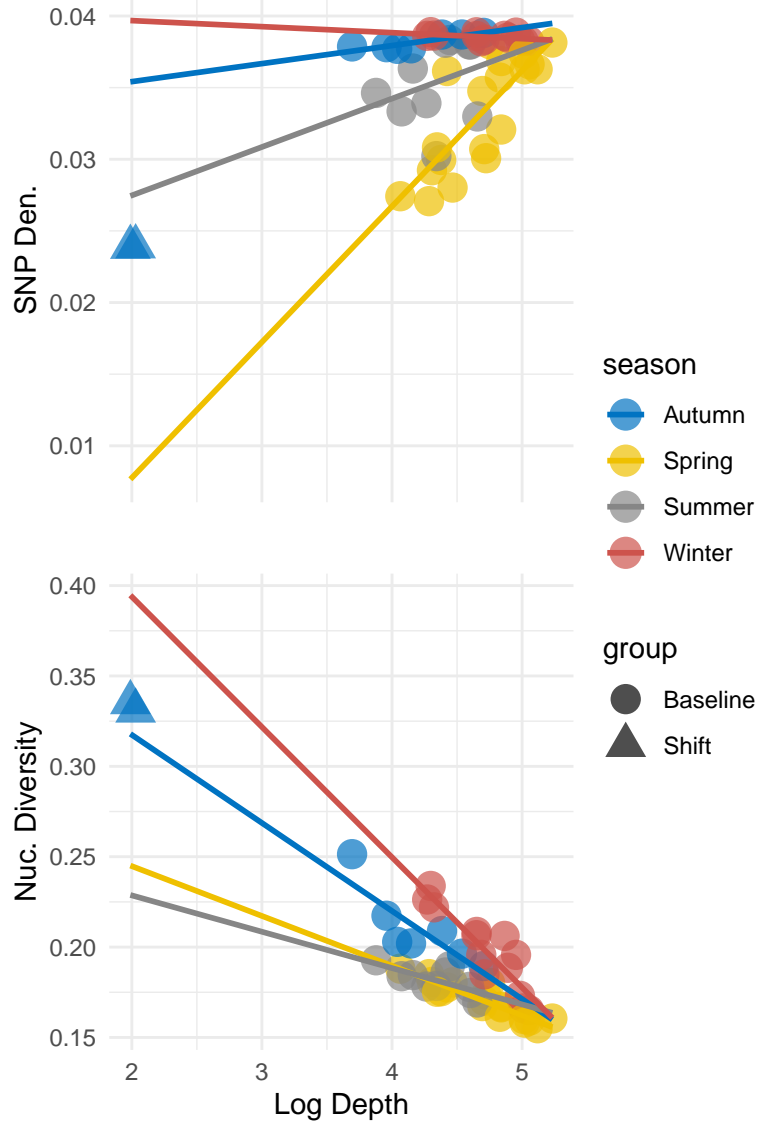 0.04
0.03
0.02
0.01
SNP Den.
season
Autumn
Spring
Summer
Winter
group
Baseline
Shift
0.40
0.35
0.30
0.25
0.20
0.15
Nuc. Diversity
2 3 4 5
Log Depth